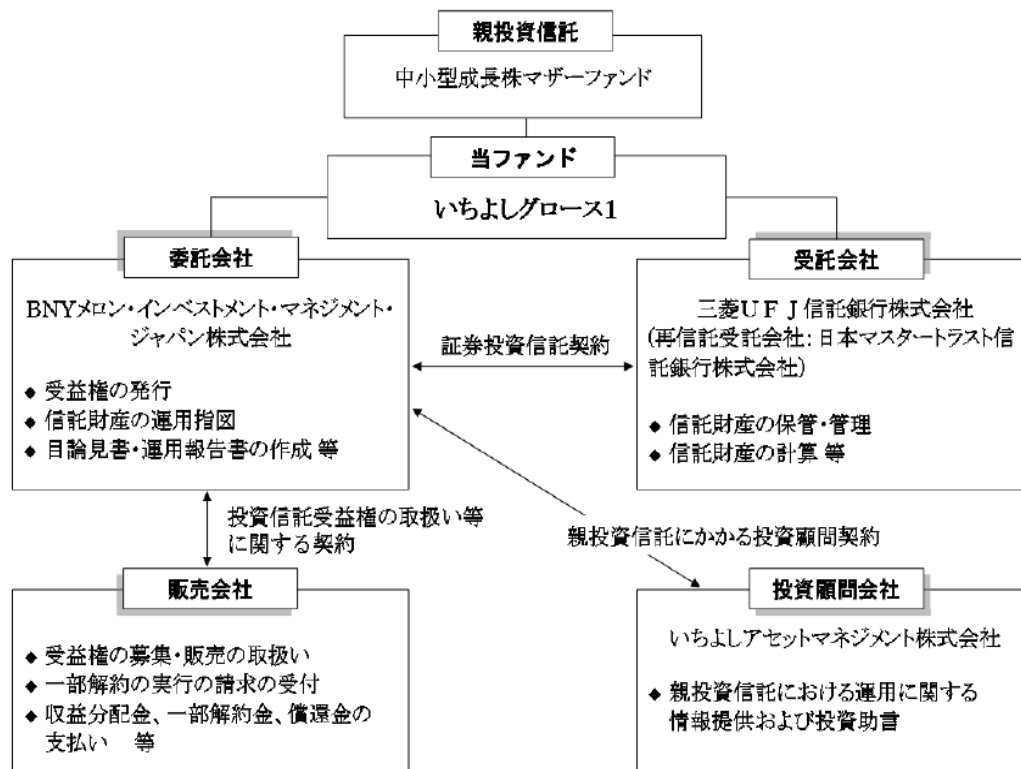 親投資信託
中小型成長株マザーファンド
当ファンド
いちよしグロース1
委託会社
BNYメロン・インベストメント・マネジメント・
ジャパン株式会社
◆ 受益権の発行
◆ 信託財産の運用指図
◆ 目論見書・運用報告書の作成 等
受託会社
三菱UFJ信託銀行株式会社
(再信託受託会社：日本マスタートラスト信
託銀行株式会社)
◆ 信託財産の保管・管理
◆ 信託財産の計算 等
証券投資信託契約
投資信託受益権の取扱い等
に関する契約
親投資信託にかかる投資顧問契約
販売会社
◆ 受益権の募集・販売の取扱い
◆ 一部解約の実行の請求の受付
◆ 収益分配金、一部解約金、償還金の
支払い 等
投資顧問会社
いちよしアセットマネジメント株式会社
◆ 親投資信託における運用に関する
情報提供および投資助言